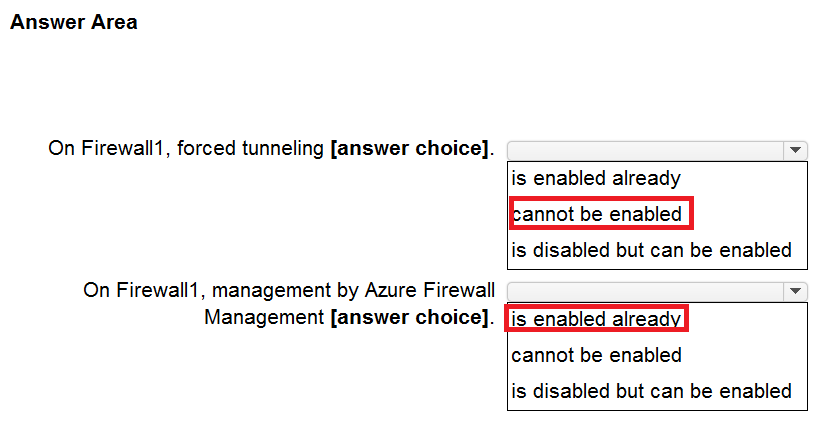 Answer Area
On Firewall1, forced tunneling [answer choice].
is enabled already
cannot be enabled
is disabled but can be enabled
On Firewall1, management by Azure Firewall
Management [answer choice].
is enabled already
cannot be enabled
is disabled but can be enabled